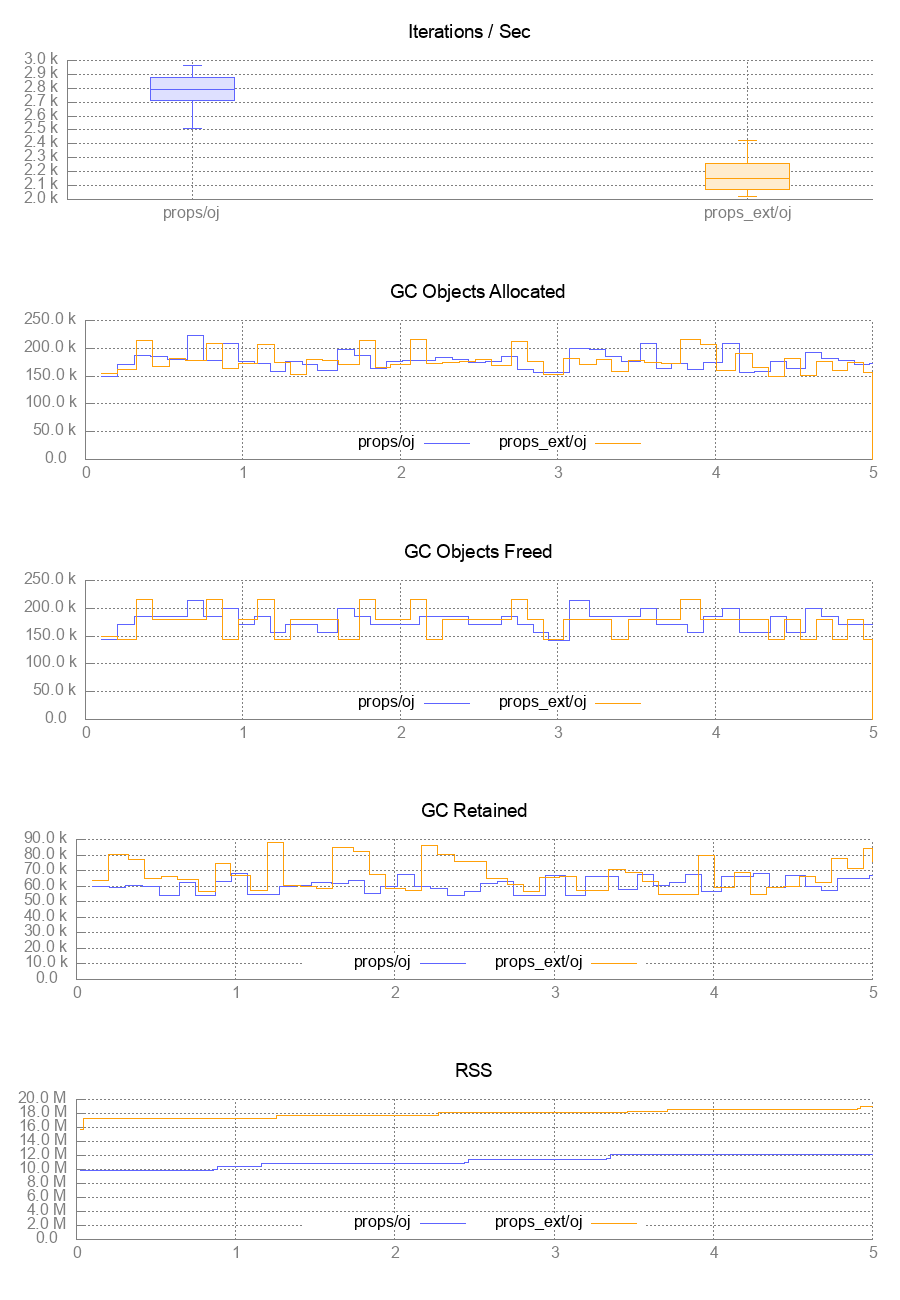 Iterations / Sec
3.0 k
2.9 k
2.8 k
2.7 k
2.6 k
2.5 k
2.4 k
2.3 k
2.2 k
2.1 k
2.0 k
props/oj props_ext/oj
GC Objects Allocated
250.0 k
200.0 k
150.0 k
100.0 k
50.0 k
props/oj props_ext/oj
0.0
0 1 2 3 4 5
GC Objects Freed
250.0 k
200.0 k
150.0 k
100.0 k
50.0 k
props/oj props_ext/oj
0.0
0 1 2 3 4 5
GC Retained
90.0 k
80.0 k
70.0 k
60.0 k
50.0 k
40.0 k
30.0 k
20.0 k
10.0 k props/oj props_ext/oj
0.0
0 1 2 3 4 5
RSS
20.0 M
18.0 M
16.0 M
14.0 M
12.0 M
10.0 M
8.0 M
6.0 M
4.0 M
2.0 M props/oj props_ext/oj
0.0
0 1 2 3 4 5